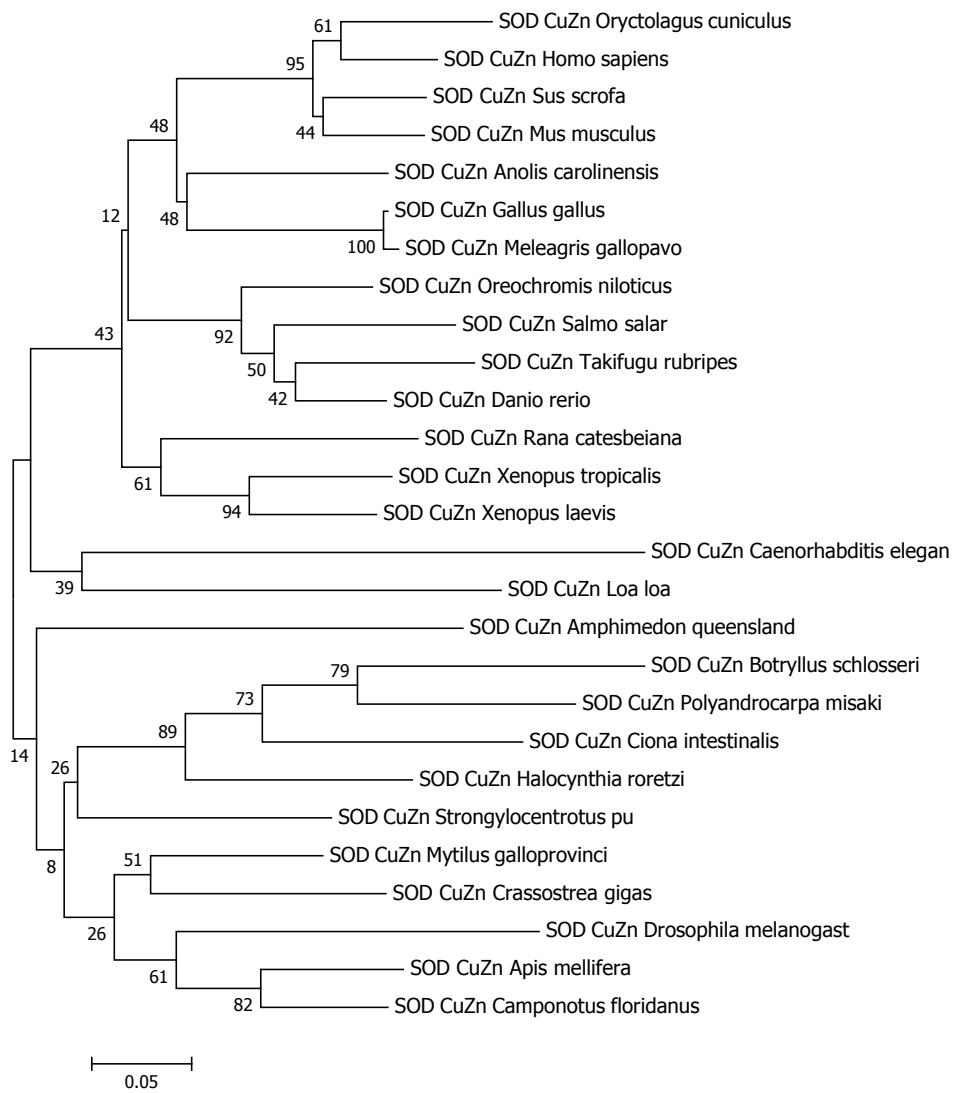 61
SOD CuZn Oryctolagus cuniculus
95
SOD CuZn Homo sapiens
SOD CuZn Sus scrofa
48
44
SOD CuZn Mus musculus
SOD CuZn Anolis carolinensis
12
48
SOD CuZn Gallus gallus
100
SOD CuZn Meleagris gallopavo
SOD CuZn Oreochromis niloticus
43
92
SOD CuZn Salmo salar
50
SOD CuZn Takifugu rubripes
42
SOD CuZn Danio rerio
SOD CuZn Rana catesbeiana
61
SOD CuZn Xenopus tropicalis
94
SOD CuZn Xenopus laevis
SOD CuZn Caenorhabditis elegan
39
SOD CuZn Loa loa
SOD CuZn Amphimedon queensland
79
SOD CuZn Botryllus schlosseri
73
SOD CuZn Polyandrocarpa misaki
89
SOD CuZn Ciona intestinalis
14
26
SOD CuZn Halocynthia roretzi
SOD CuZn Strongylocentrotus pu
8
51
SOD CuZn Mytilus galloprovinci
SOD CuZn Crassostrea gigas
26
SOD CuZn Drosophila melanogast
61
SOD CuZn Apis mellifera
82
SOD CuZn Camponotus floridanus
0.05